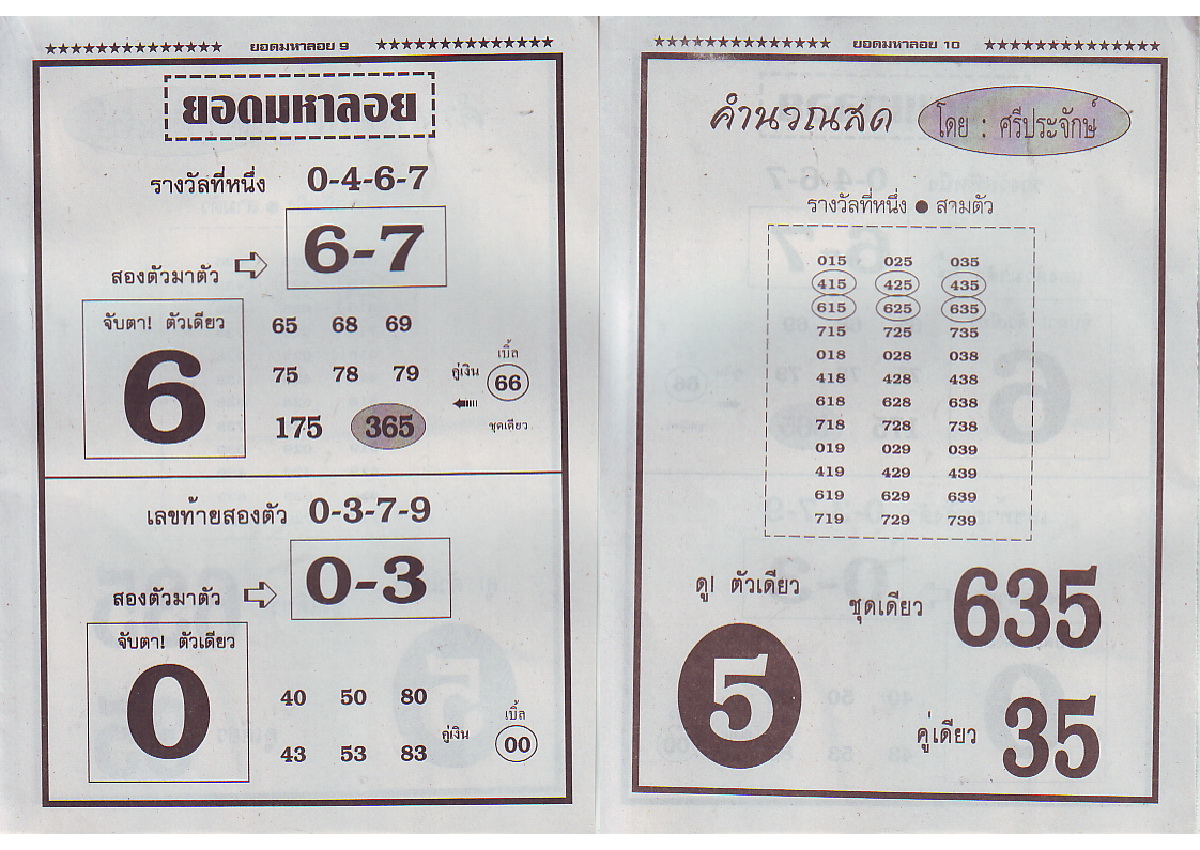 ★★★★★★★★★★★★★★ ยอดมหาลอย 9 ★★★★★★★★★★★★★★
ยอดมหาลอย
รางวัลที่หนึ่ง 0-4-6-7
6-7
สองตัวมาตัว
จับตา! ตัวเดียว
6
65 68 69
เบิ้ล
75 78 79 คู่เงิน 66
175 365 ชุดเดียว
เลขท้ายสองตัว 0-3-7-9
0-3
สองตัวมาตัว
จับตา! ตัวเดียว
0
40 50 80
เบิ้ล
คู่เงิน 00
43 53 83
★★★★★★★★★★★★★★ ยอดมหาลอย 10 ★★★★★★★★★★★★★★
คำนวณสด โดย : ศรีประจักษ์
รางวัลที่หนึ่ง ● สามตัว
015 025 035
415 425 435
615 625 635
715 725 735
018 028 038
418 428 438
618 628 638
718 728 738
019 029 039
419 429 439
619 629 639
719 729 739
ดู! ตัวเดียว
ชุดเดียว 635
5
คู่เดียว 35